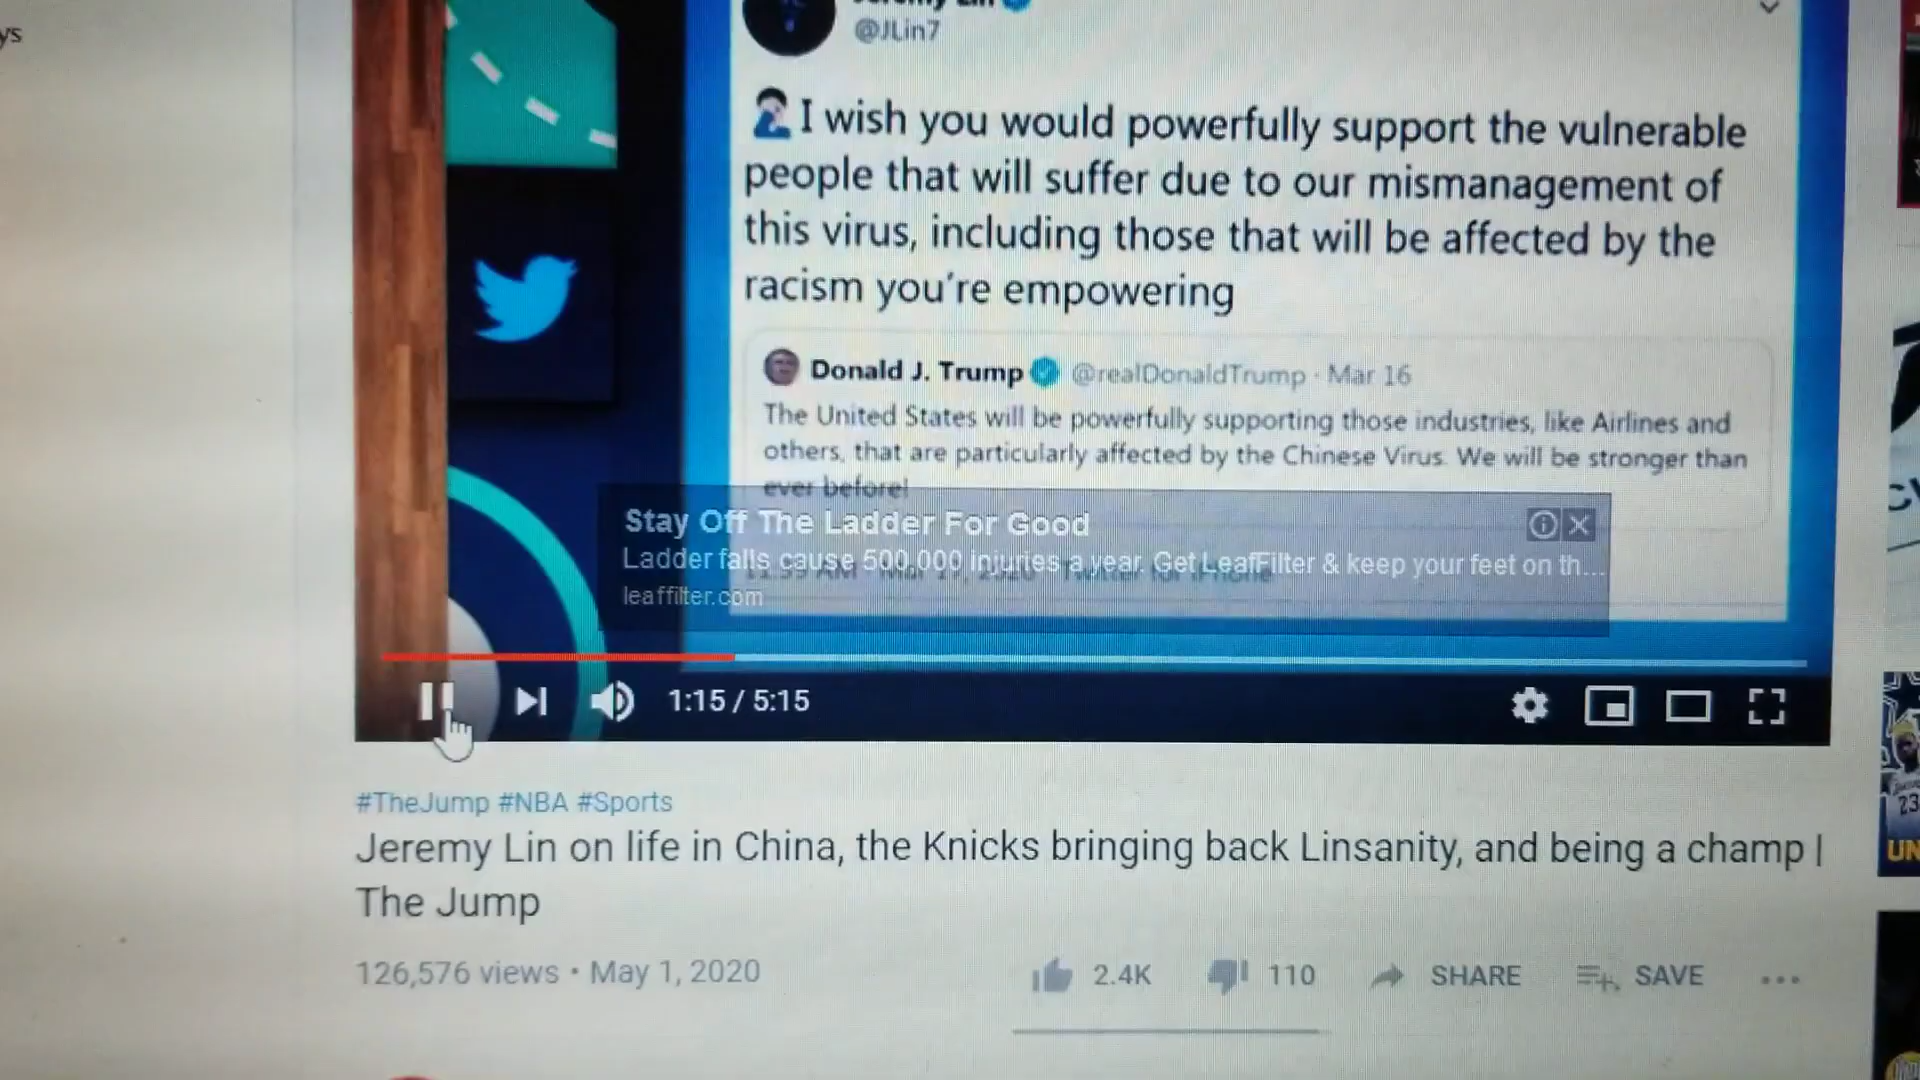 ys
@JLin7
I wish you would powerfully support the vulnerable
people that will suffer due to our mismanagement of
this virus, including those that will be affected by the
racism you're empowering
Donald J. Trump @realDonaldTrump · Mar 16
The United States will be powerfully supporting those industries, like Airlines and
others, that are particularly affected by the Chinese Virus. We will be stronger than
ever before!
Stay Off The Ladder For Good
Ladder falls cause 500,000 injuries a year. Get LeafFilter & keep your feet on th...
leaffilter.com
1:15 / 5:15
#TheJump #NBA #Sports
Jeremy Lin on life in China, the Knicks bringing back Linsanity, and being a champ |
The Jump
126,576 views • May 1, 2020
2.4K
110
SHARE
SAVE
23
UN